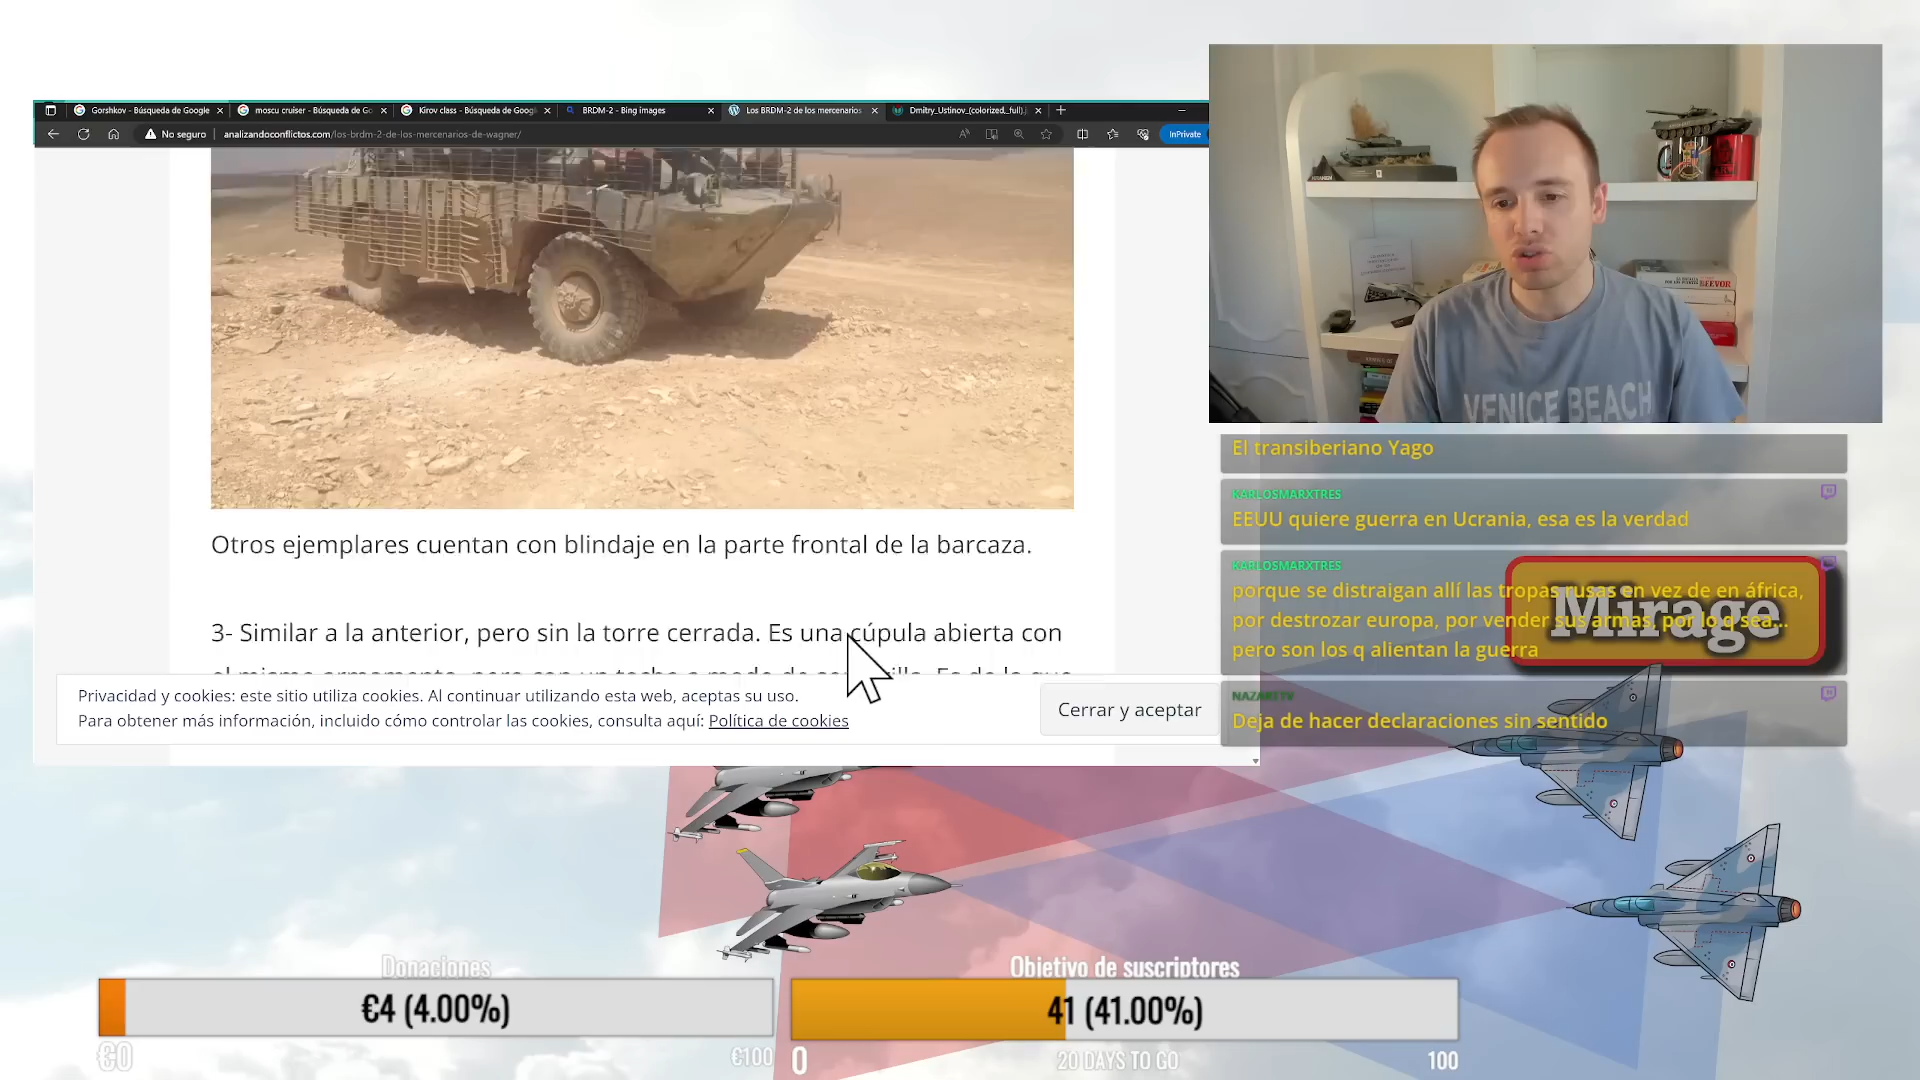 Gorshkov - Búsqueda de Google
moscu cruiser - Búsqueda de Go
Kirov class - Búsqueda de Googl
BRDM-2 - Bing images
Los BRDM-2 de los mercenarios
Dmitry_Ustinov_(colorized,_full).j
No seguro
analizandoconflictos.com/los-brdm-2-de-los-mercenarios-de-wagner/
InPrivate
Otros ejemplares cuentan con blindaje en la parte frontal de la barcaza.
3- Similar a la anterior, pero sin la torre cerrada. Es una cúpula abierta con
Privacidad y cookies: este sitio utiliza cookies. Al continuar utilizando esta web, aceptas su uso.
Para obtener más información, incluido cómo controlar las cookies, consulta aquí: Política de cookies
Cerrar y aceptar
BEEVOR
VENICE BEACH
El transiberiano Yago
KARLOSMARXTRES
EEUU quiere guerra en Ucrania, esa es la verdad
KARLOSMARXTRES
porque se distraigan allí las tropas rusas en vez de en áfrica,
por destrozar europa, por vender sus armas, por lo q sea...
pero son los q alientan la guerra
Mirage
NAZARITV
Deja de hacer declaraciones sin sentido
Donaciones
€4 (4.00%)
€0
€100
Objetivo de suscriptores
41 (41.00%)
0
20 DAYS TO GO
100